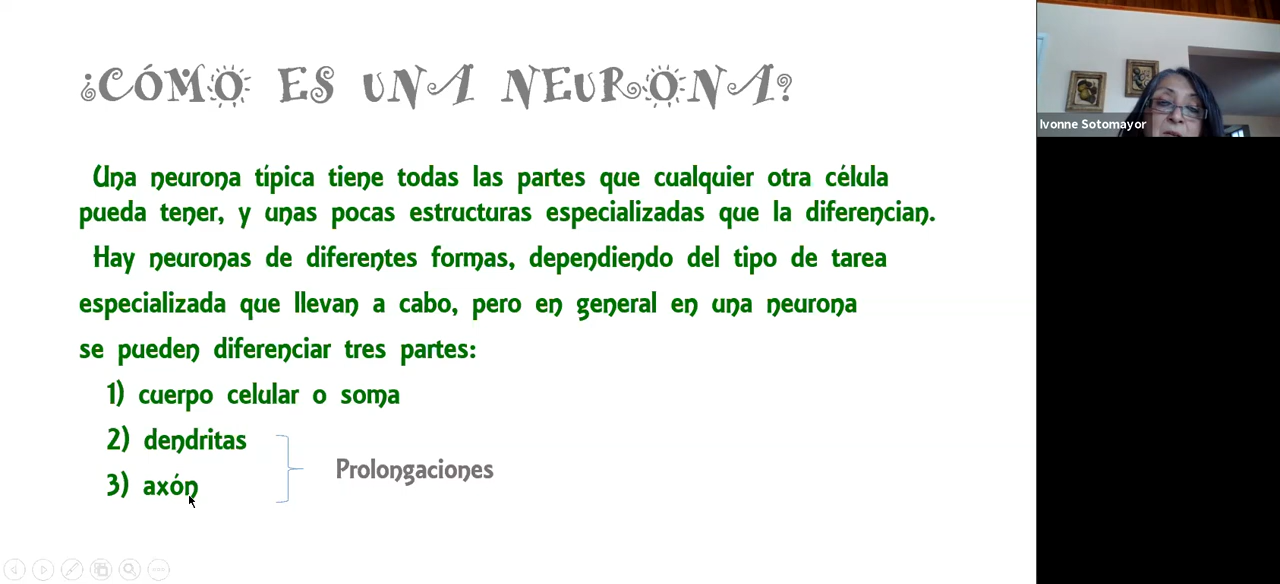 ¿CÓMO ES UNA NEURONA?
Una neurona típica tiene todas las partes que cualquier otra célula
pueda tener, y unas pocas estructuras especializadas que la diferencian.
Hay neuronas de diferentes formas, dependiendo del tipo de tarea
especializada que llevan a cabo, pero en general en una neurona
se pueden diferenciar tres partes:
1) cuerpo celular o soma
2) dendritas
3) axón
Prolongaciones
Ivonne Sotomayor